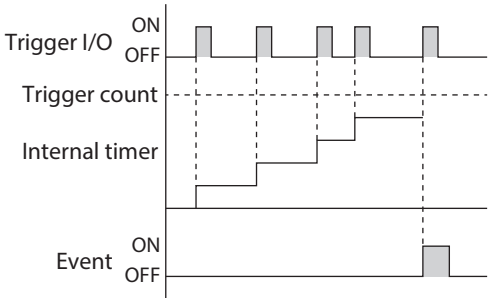 ON
Trigger I/O
OFF
Trigger count
Internal timer
ON
Event
OFF